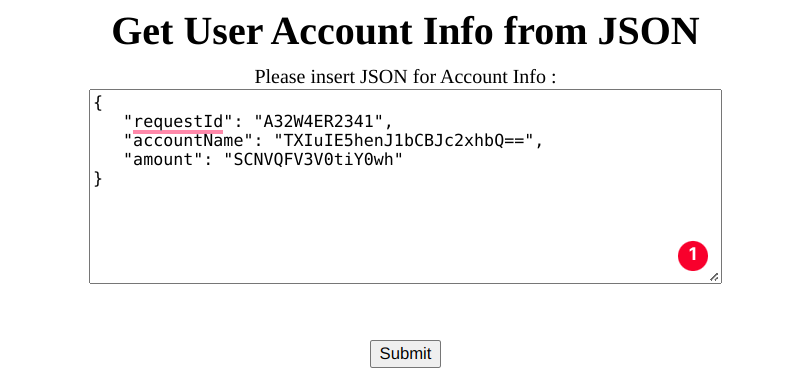 Get User Account Info from JSON
Please insert JSON for Account Info :
{
"requestId": "A32W4ER2341",
"accountName": "TXIuIE5henJ1bCBJc2xhbQ==",
"amount": "SCNVQFV3V0tiY0wh"
}
1
Submit